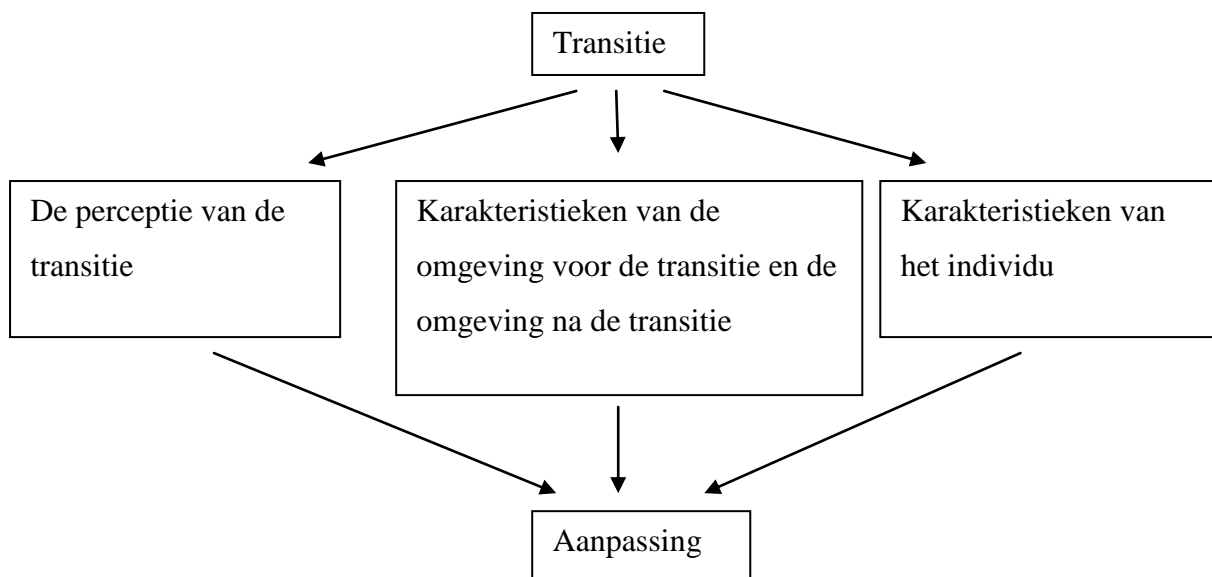 Transitie
De perceptie van de
transitie
Karakteristieken van de
omgeving voor de transitie en de
omgeving na de transitie
Karakteristieken van
het individu
Aanpassing